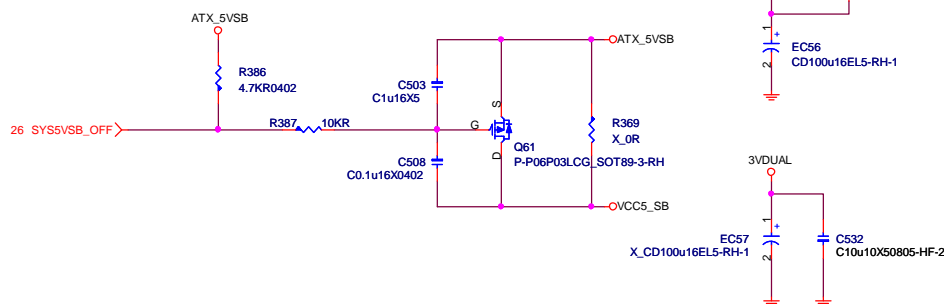 ATX_5VSB
R386
4.7KR0402
26 SYS5VSB_OFF
R387 10KR
C503
C1u16X5
C508
C0.1u16X0402
G
S
D
Q61
P-P06P03LCG_SOT89-3-RH
ATX_5VSB
R369
X_0R
VCC5_SB
1
+
2
EC56
CD100u16EL5-RH-1
3VDUAL
1
+
2
EC57
X_CD100u16EL5-RH-1
C532
C10u10X50805-HF-2